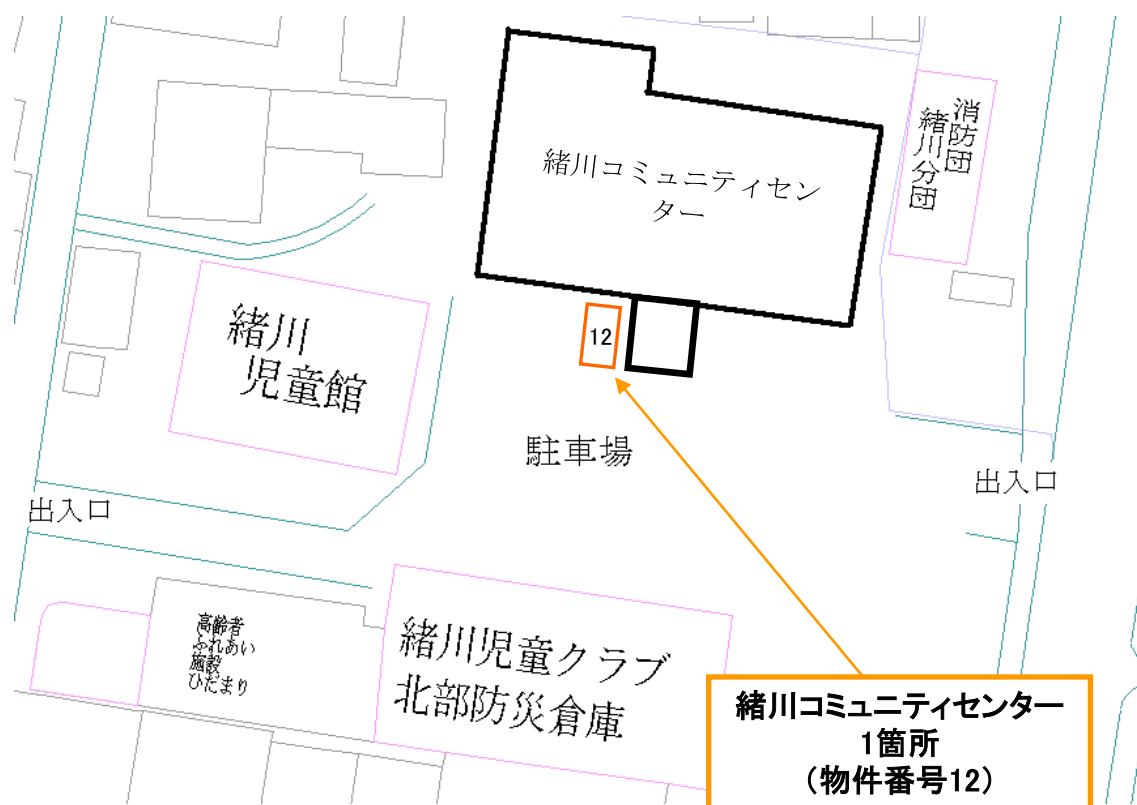 消防団
緒川分団
緒川コミュニティセン
ター
緒川
児童館
12
駐車場
出入口
出入口
高齢者
ふれあい
施設
ひだまり
緒川児童クラブ
北部防災倉庫
緒川コミュニティセンター
1箇所
(物件番号12)